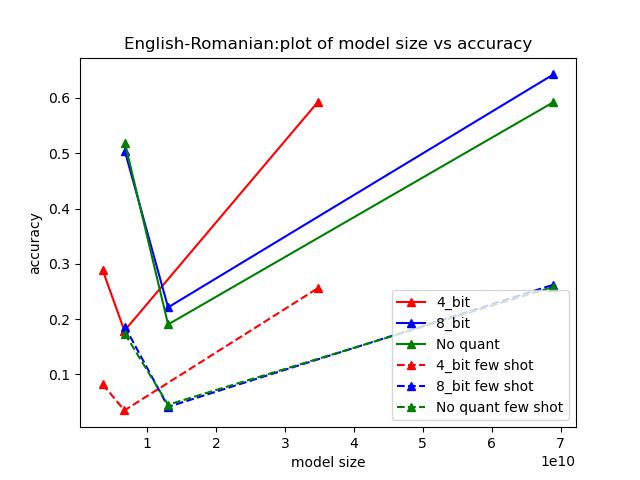 English-Romanian:plot of model size vs accuracy
accuracy
0.6
0.5
0.4
0.3
0.2
0.1
4_bit
8_bit
No quant
4_bit few shot
8_bit few shot
No quant few shot
1 2 3 4 5 6 7
1e10
model size